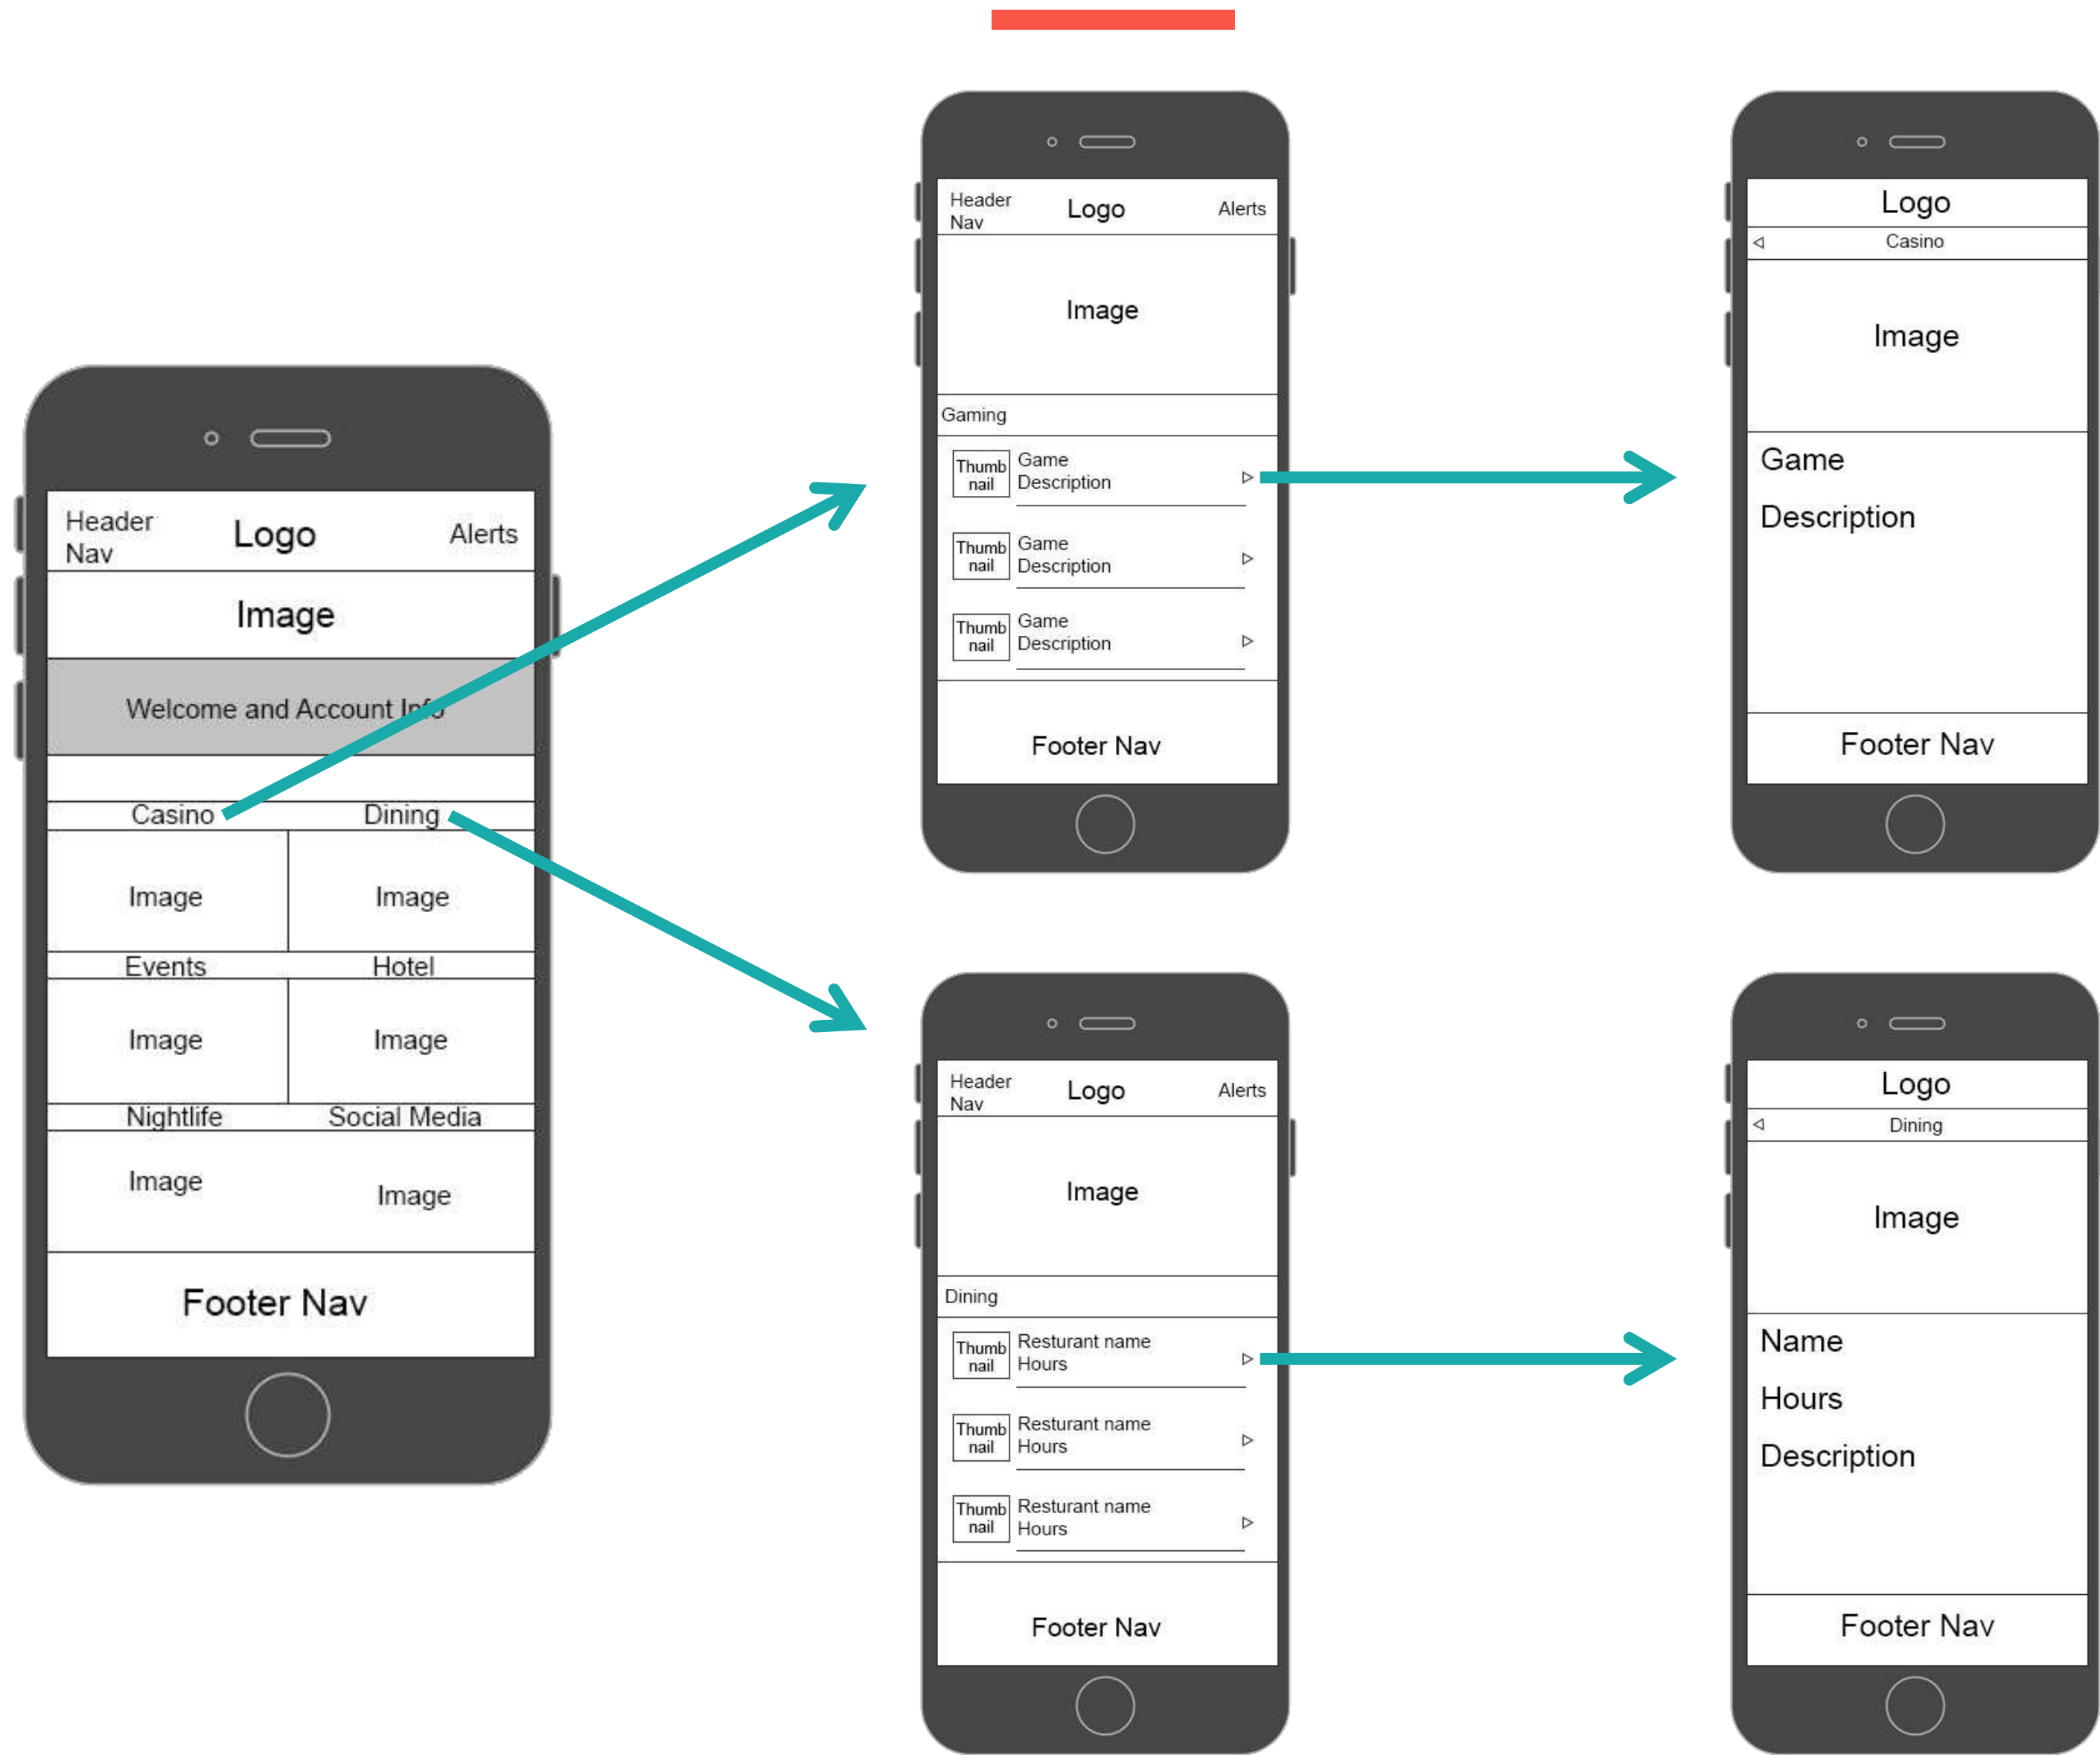 Header
Nav
Logo
Alerts
Image
Welcome and Account Info
Casino
Dining
Image
Image
Events
Hotel
Image
Image
Nightlife
Social Media
Image
Image
Footer Nav
Header
Nav
Logo
Alerts
Image
Gaming
Thumb
nail
Game
Description
Thumb
nail
Game
Description
Thumb
nail
Game
Description
Footer Nav
Logo
Casino
Image
Game
Description
Footer Nav
Header
Nav
Logo
Alerts
Image
Dining
Thumb
nail
Resturant name
Hours
Thumb
nail
Resturant name
Hours
Thumb
nail
Resturant name
Hours
Footer Nav
Logo
Dining
Image
Name
Hours
Description
Footer Nav